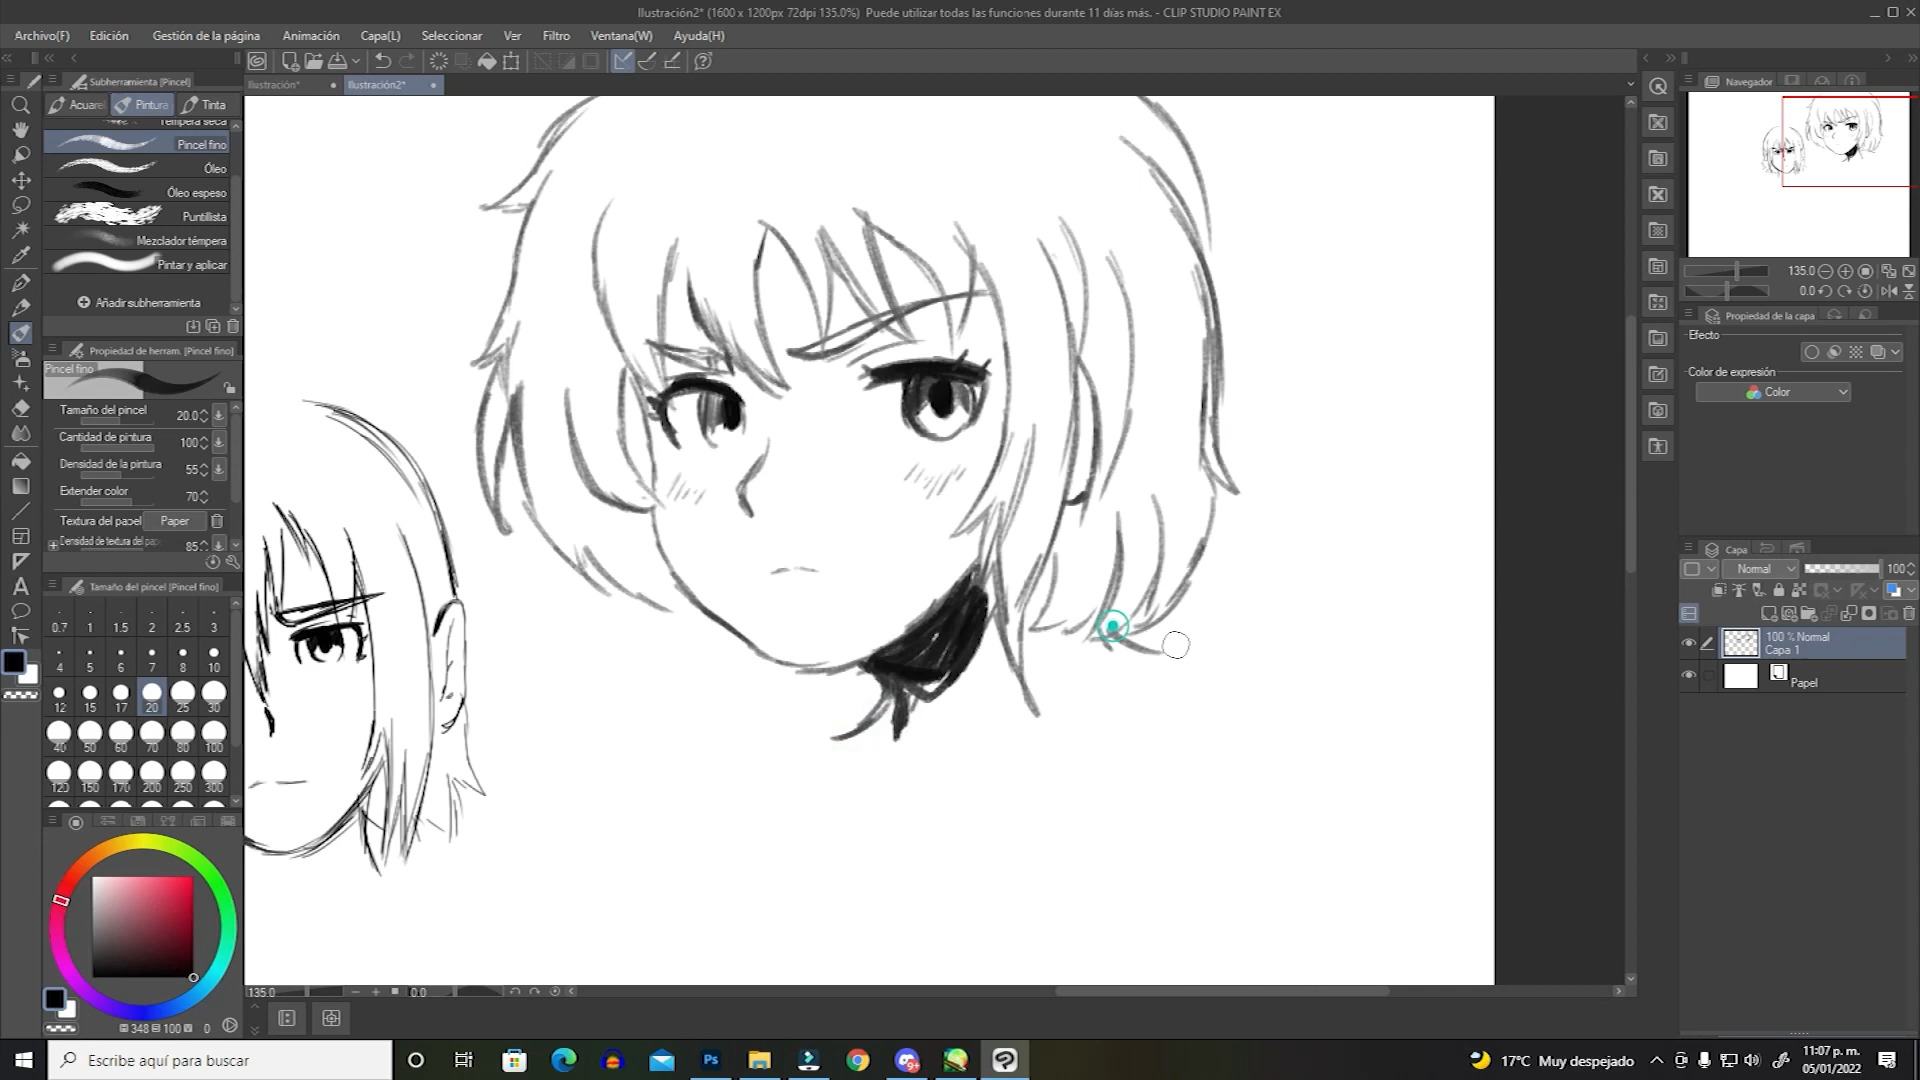 Ilustración2* (1600 x 1200px 72dpi 135.0%)  Puede utilizar todas las funciones durante 11 días más. - CLIP STUDIO PAINT EX
Archivo(F) Edición Gestión de la página Animación Capa(L) Seleccionar Ver Filtro Ventana(W) Ayuda(H)
Subherramienta [Pincel]
Ilustración*
Ilustración2*
Acuarel
Pintura
Tinta
Témpera seca
Pincel fino
Óleo
Óleo espeso
Puntillista
Mezclador témpera
Pintar y aplicar
Añadir subherramienta
Propiedad de herram. [Pincel fino]
Pincel fino
Tamaño del pincel 20.0
Cantidad de pintura 100
Densidad de la pintura 55
Extender color 70
Textura del papel Paper
Densidad de textura del pap 85
Tamaño del pincel [Pincel fino]
0.7 1 1.5 2 2.5 3
4 5 6 7 8 10
12 15 17 20 25 30
40 50 60 70 80 100
120 150 170 200 250 300
348 100 0
135.0 0.0
Navegador
135.0
0.0
Propiedad de la capa
Efecto
Color de expresión
Color
Capa
Normal 100
100 % Normal
Capa 1
Papel
Escribe aquí para buscar
Ps
9+
17°C Muy despejado
11:07 p. m.
05/01/2022